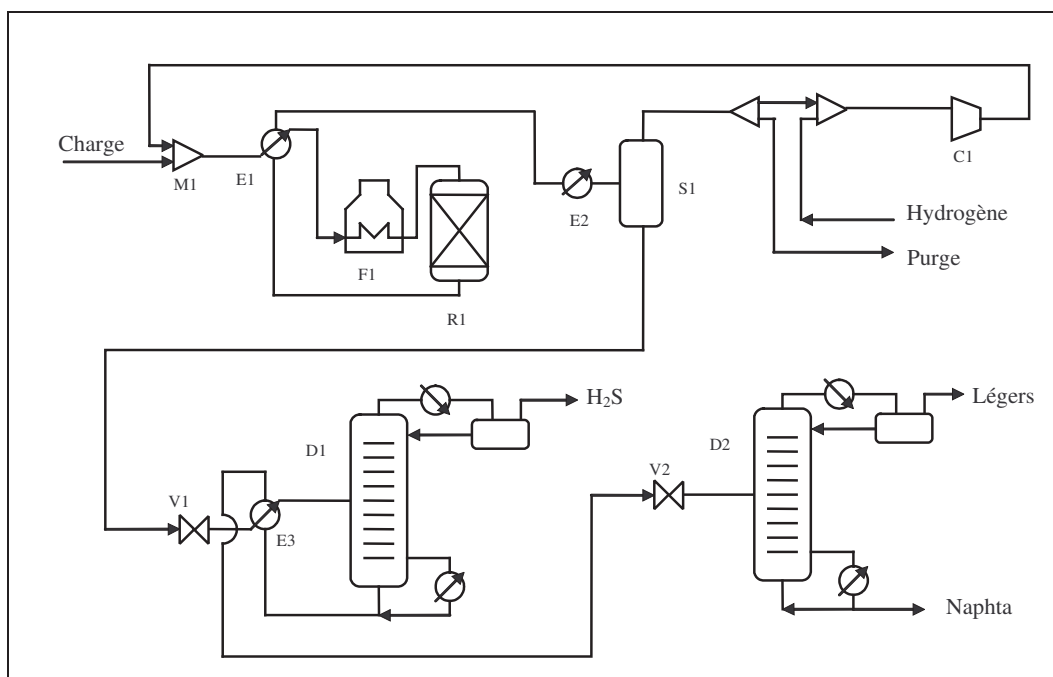 Charge
M1
E1
F1
R1
E2
S1
C1
Hydrogène
Purge
H₂S
Légers
D1
D2
V1
V2
E3
Naphta